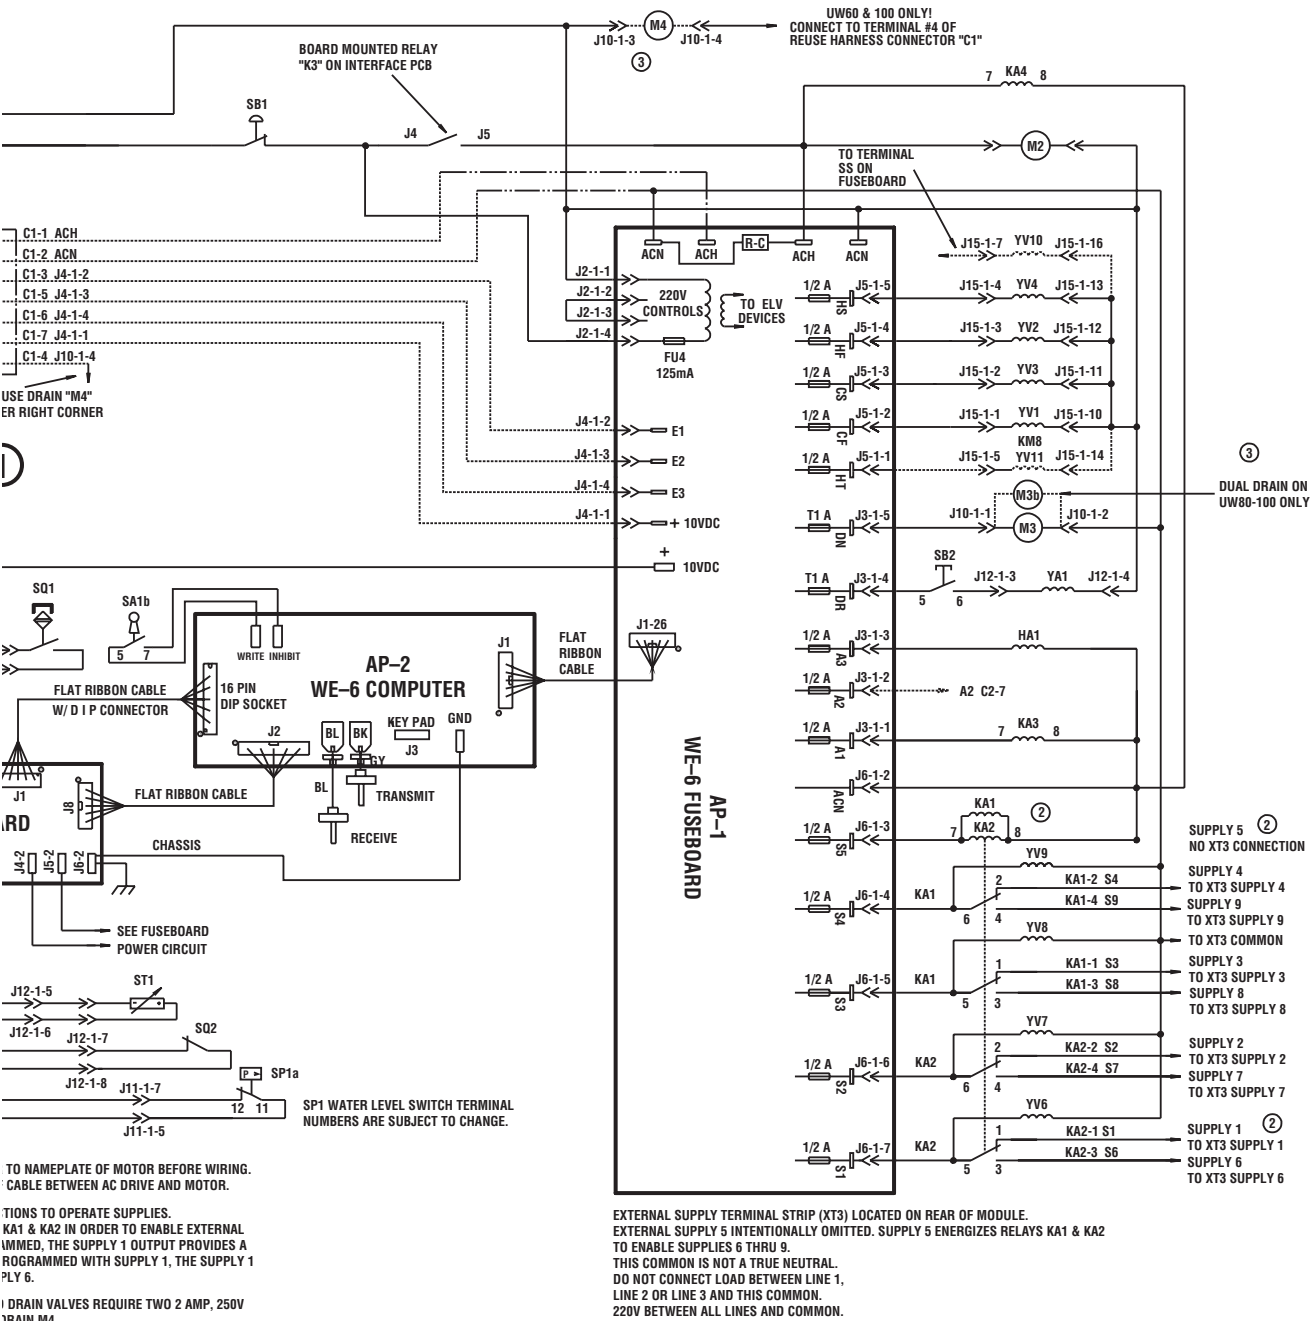 UW60 & 100 ONLY!
CONNECT TO TERMINAL #4 OF
REUSE HARNESS CONNECTOR "C1"
M4
J10-1-3
J10-1-4
3
BOARD MOUNTED RELAY
"K3" ON INTERFACE PCB
7 KA4 8
SB1
J4
J5
M2
TO TERMINAL
SS ON
FUSEBOARD
C1-1 ACH
C1-2 ACN
C1-3 J4-1-2
C1-5 J4-1-3
C1-6 J4-1-4
C1-7 J4-1-1
C1-4 J10-1-4
USE DRAIN "M4"
ER RIGHT CORNER
ACN
ACH
R-C
ACH
ACN
J2-1-1
J2-1-2
J2-1-3
J2-1-4
220V
CONTROLS
TO ELV
DEVICES
FU4
125mA
J4-1-2
E1
J4-1-3
E2
J4-1-4
E3
J4-1-1
+ 10VDC
+
10VDC
J15-1-7 YV10 J15-1-16
1/2 A HS J5-1-5 J15-1-4 YV4 J15-1-13
1/2 A HF J5-1-4 J15-1-3 YV2 J15-1-12
1/2 A CS J5-1-3 J15-1-2 YV3 J15-1-11
1/2 A CF J5-1-2 J15-1-1 YV1 J15-1-10
KM8
1/2 A HT J5-1-1 J15-1-5 YV11 J15-1-14
3
DUAL DRAIN ON
UW80-100 ONLY
M3b
T1 A DN J3-1-5 J10-1-1 M3 J10-1-2
SB2
T1 A DR J3-1-4 5 6 J12-1-3 YA1 J12-1-4
1/2 A A3 J3-1-3 HA1
1/2 A A2 J3-1-2 A2 C2-7
1/2 A A1 J3-1-1 7 KA3 8
ACN J6-1-2
KA1
2
1/2 A S5 J6-1-3 7 KA2 8
SUPPLY 5 2
NO XT3 CONNECTION
YV9
SUPPLY 4
1/2 A S4 J6-1-4 KA1 6 2 4
KA1-2 S4
TO XT3 SUPPLY 4
KA1-4 S9
SUPPLY 9
TO XT3 SUPPLY 9
YV8
TO XT3 COMMON
1/2 A S3 J6-1-5 KA1 5 1 3
KA1-1 S3
SUPPLY 3
TO XT3 SUPPLY 3
KA1-3 S8
SUPPLY 8
TO XT3 SUPPLY 8
YV7
1/2 A S2 J6-1-6 KA2 6 2 4
KA2-2 S2
SUPPLY 2
TO XT3 SUPPLY 2
KA2-4 S7
SUPPLY 7
TO XT3 SUPPLY 7
YV6
1/2 A S1 J6-1-7 KA2 5 1 3
KA2-1 S1
SUPPLY 1 2
TO XT3 SUPPLY 1
KA2-3 S6
SUPPLY 6
TO XT3 SUPPLY 6
AP–1
WE–6 FUSEBOARD
SQ1
SA1b
5 7
WRITE INHIBIT
AP–2
WE–6 COMPUTER
J1
FLAT
RIBBON
CABLE
J1-26
FLAT RIBBON CABLE
W/ D I P CONNECTOR
16 PIN
DIP SOCKET
J2
BL
BK
KEY PAD
J3
GND
GY
BL
TRANSMIT
RECEIVE
J1
J8
ARD
FLAT RIBBON CABLE
J4-2
J5-2
J6-2
CHASSIS
SEE FUSEBOARD
POWER CIRCUIT
J12-1-5
ST1
J12-1-6
J12-1-7
SQ2
J12-1-8
J11-1-7
P
SP1a
12 11
J11-1-5
SP1 WATER LEVEL SWITCH TERMINAL
NUMBERS ARE SUBJECT TO CHANGE.
TO NAMEPLATE OF MOTOR BEFORE WIRING.
CABLE BETWEEN AC DRIVE AND MOTOR.
TIONS TO OPERATE SUPPLIES.
KA1 & KA2 IN ORDER TO ENABLE EXTERNAL
AMMED, THE SUPPLY 1 OUTPUT PROVIDES A
ROGRAMMED WITH SUPPLY 1, THE SUPPLY 1
PLY 6.
DRAIN VALVES REQUIRE TWO 2 AMP, 250V
DRAIN M4
EXTERNAL SUPPLY TERMINAL STRIP (XT3) LOCATED ON REAR OF MODULE.
EXTERNAL SUPPLY 5 INTENTIONALLY OMITTED. SUPPLY 5 ENERGIZES RELAYS KA1 & KA2
TO ENABLE SUPPLIES 6 THRU 9.
THIS COMMON IS NOT A TRUE NEUTRAL.
DO NOT CONNECT LOAD BETWEEN LINE 1,
LINE 2 OR LINE 3 AND THIS COMMON.
220V BETWEEN ALL LINES AND COMMON.